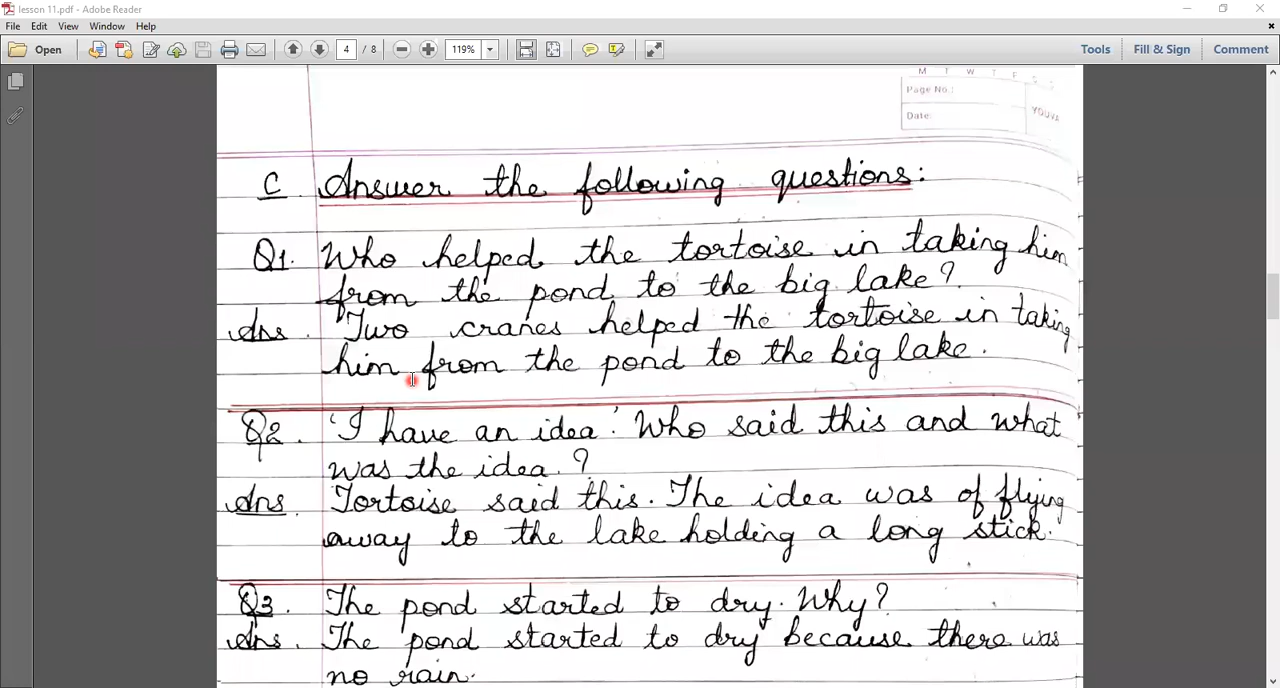 lesson 11.pdf - Adobe Reader
File Edit View Window Help
Open 4 / 8 119% Tools Fill & Sign Comment
M T W T F S S
Page No.:
Date: YOUVA
C Answer the following questions:
Q1. Who helped the tortoise in taking him
from the pond to the big lake?
Ans. Two cranes helped the tortoise in taking
him from the pond to the big lake.
Q2. 'I have an idea.' Who said this and what
was the idea.?
Ans Tortoise said this. The idea was of flying
away to the lake holding a long stick.
Q3. The pond started to dry. Why?
Ans. The pond started to dry because there was
no rain.